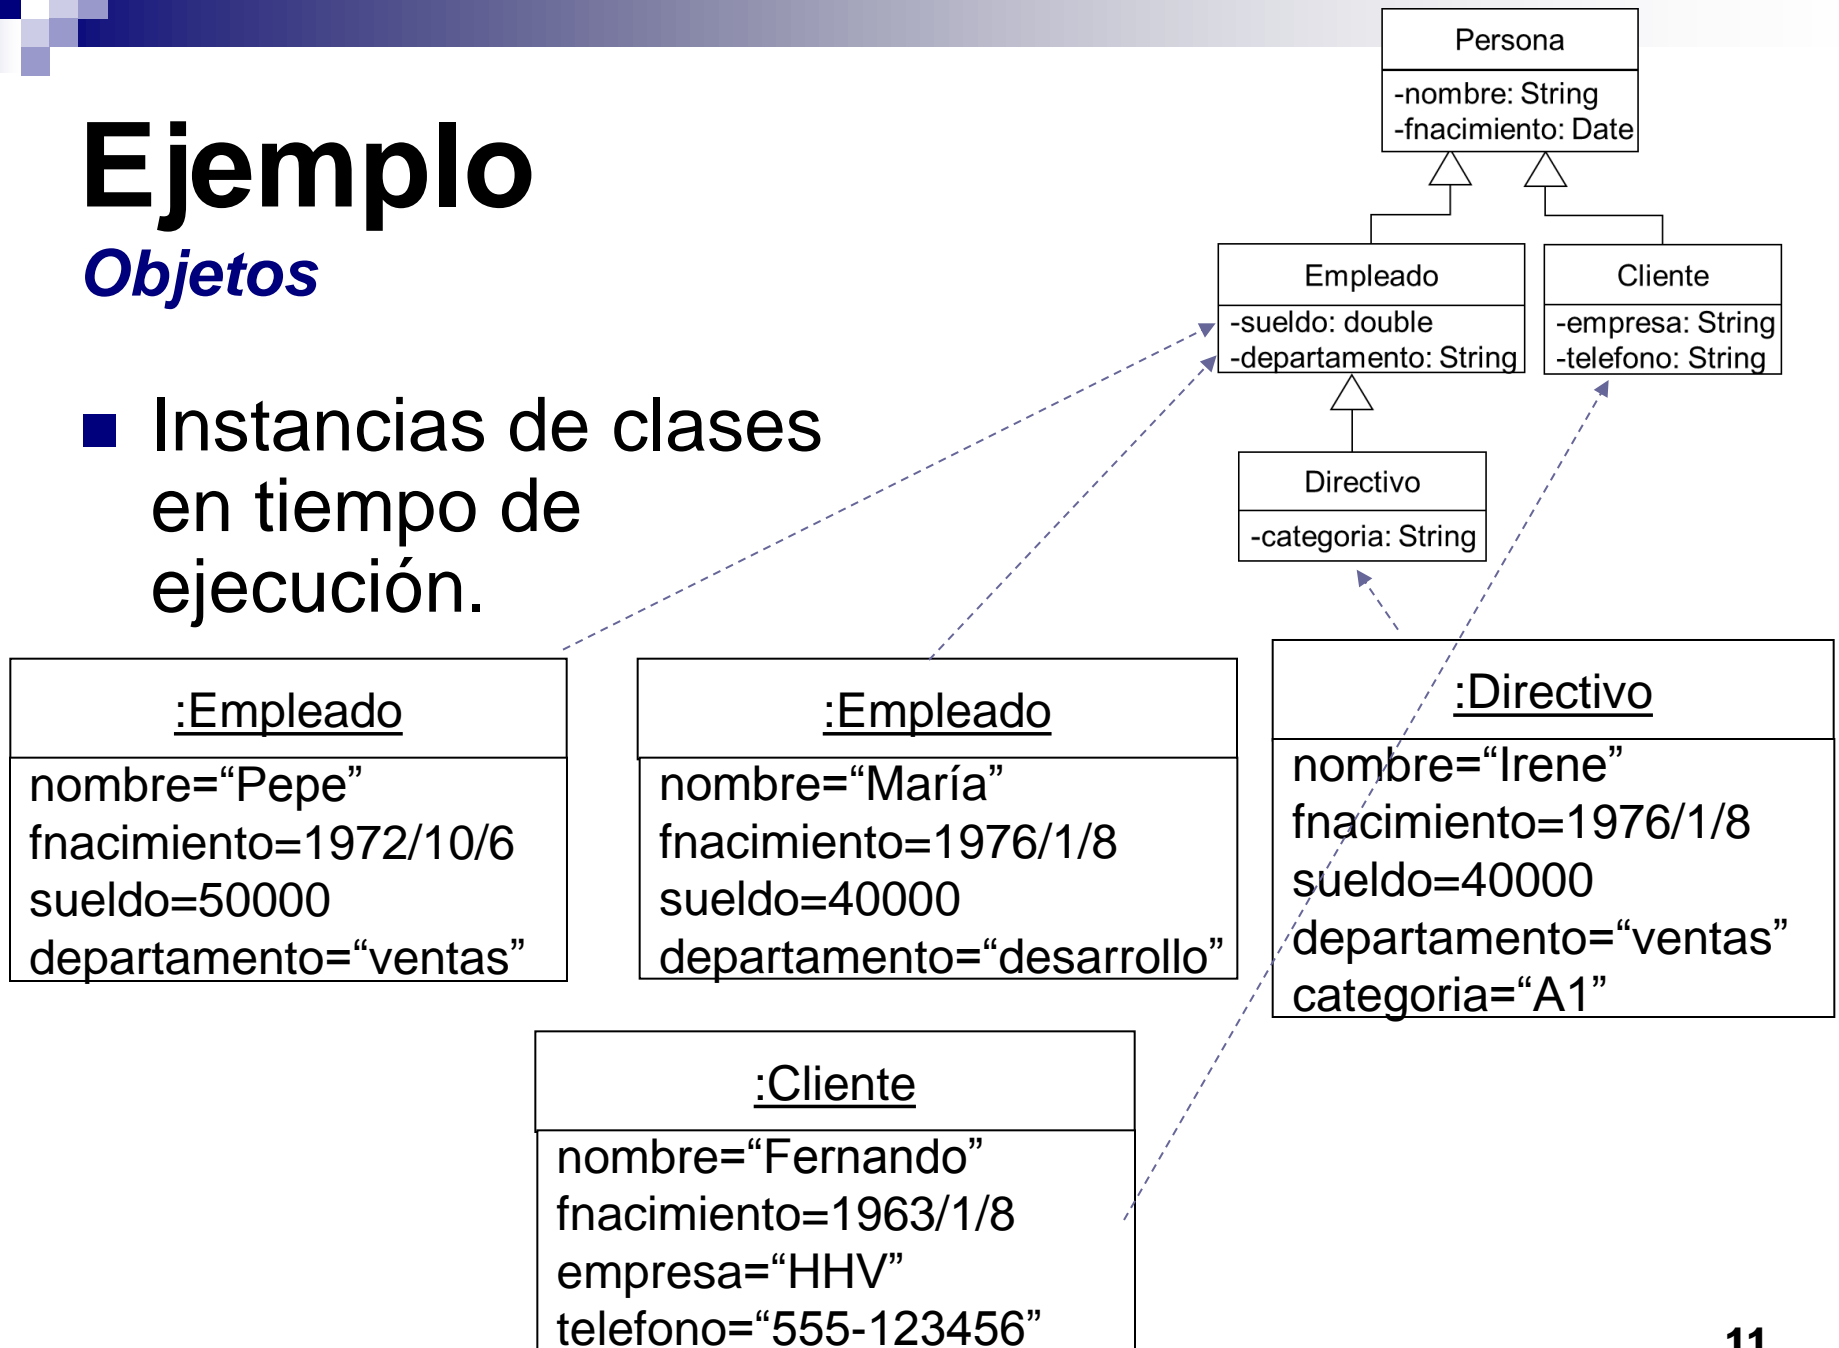 Ejemplo
Objetos
Instancias de clases
en tiempo de
ejecución.
Persona
-nombre: String
-fnacimiento: Date
Empleado
-sueldo: double
-departamento: String
Cliente
-empresa: String
-telefono: String
Directivo
-categoria: String
:Empleado
nombre=“Pepe”
fnacimiento=1972/10/6
sueldo=50000
departamento=“ventas”
:Empleado
nombre=“María”
fnacimiento=1976/1/8
sueldo=40000
departamento=“desarrollo”
:Directivo
nombre=“Irene”
fnacimiento=1976/1/8
sueldo=40000
departamento=“ventas”
categoria=“A1”
:Cliente
nombre=“Fernando”
fnacimiento=1963/1/8
empresa=“HHV”
telefono=“555-123456”
11